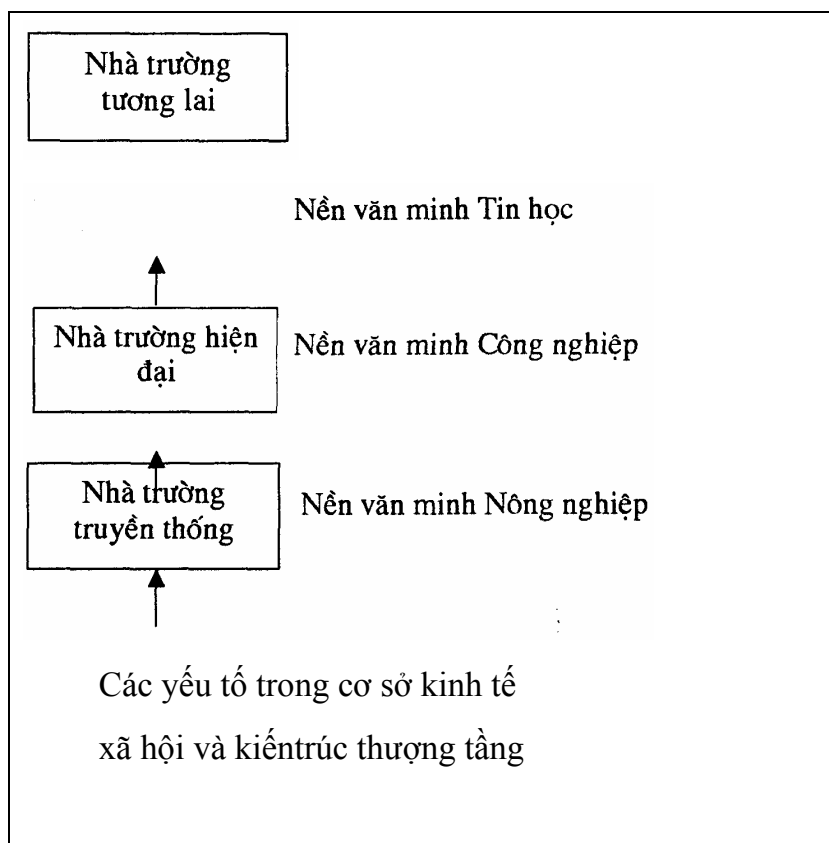 Nhà trường
tương lai
Nền văn minh Tin học
Nhà trường hiện
đại
Nền văn minh Công nghiệp
Nhà trường
truyền thống
Nền văn minh Nông nghiệp
Các yếu tố trong cơ sở kinh tế
xã hội và kiếntrúc thượng tầng